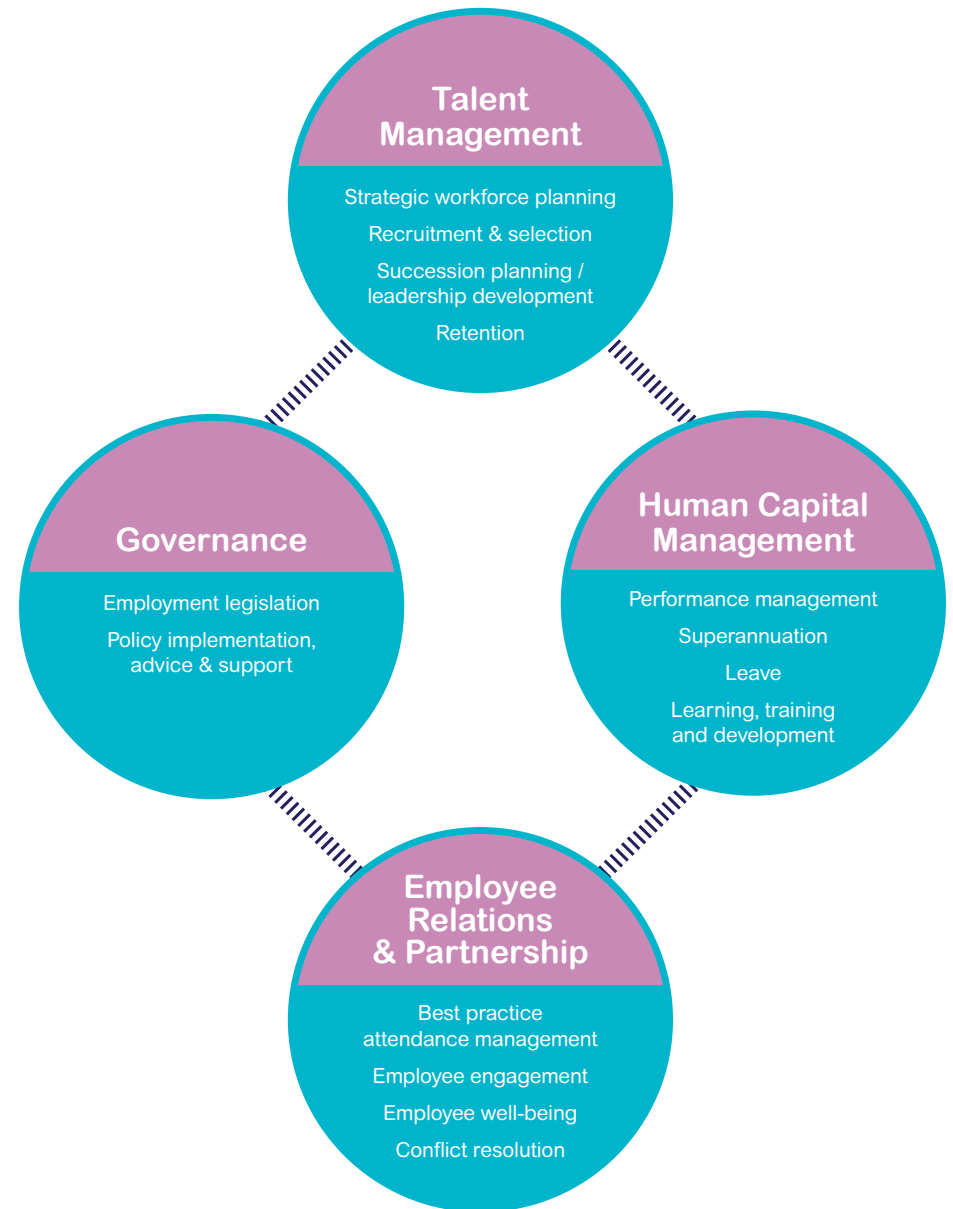 Talent
Management
Strategic workforce planning
Recruitment & selection
Succession planning /
leadership development
Retention
Governance
Employment legislation
Policy implementation,
advice & support
Human Capital
Management
Performance management
Superannuation
Leave
Learning, training
and development
Employee
Relations
& Partnership
Best practice
attendance management
Employee engagement
Employee well-being
Conflict resolution